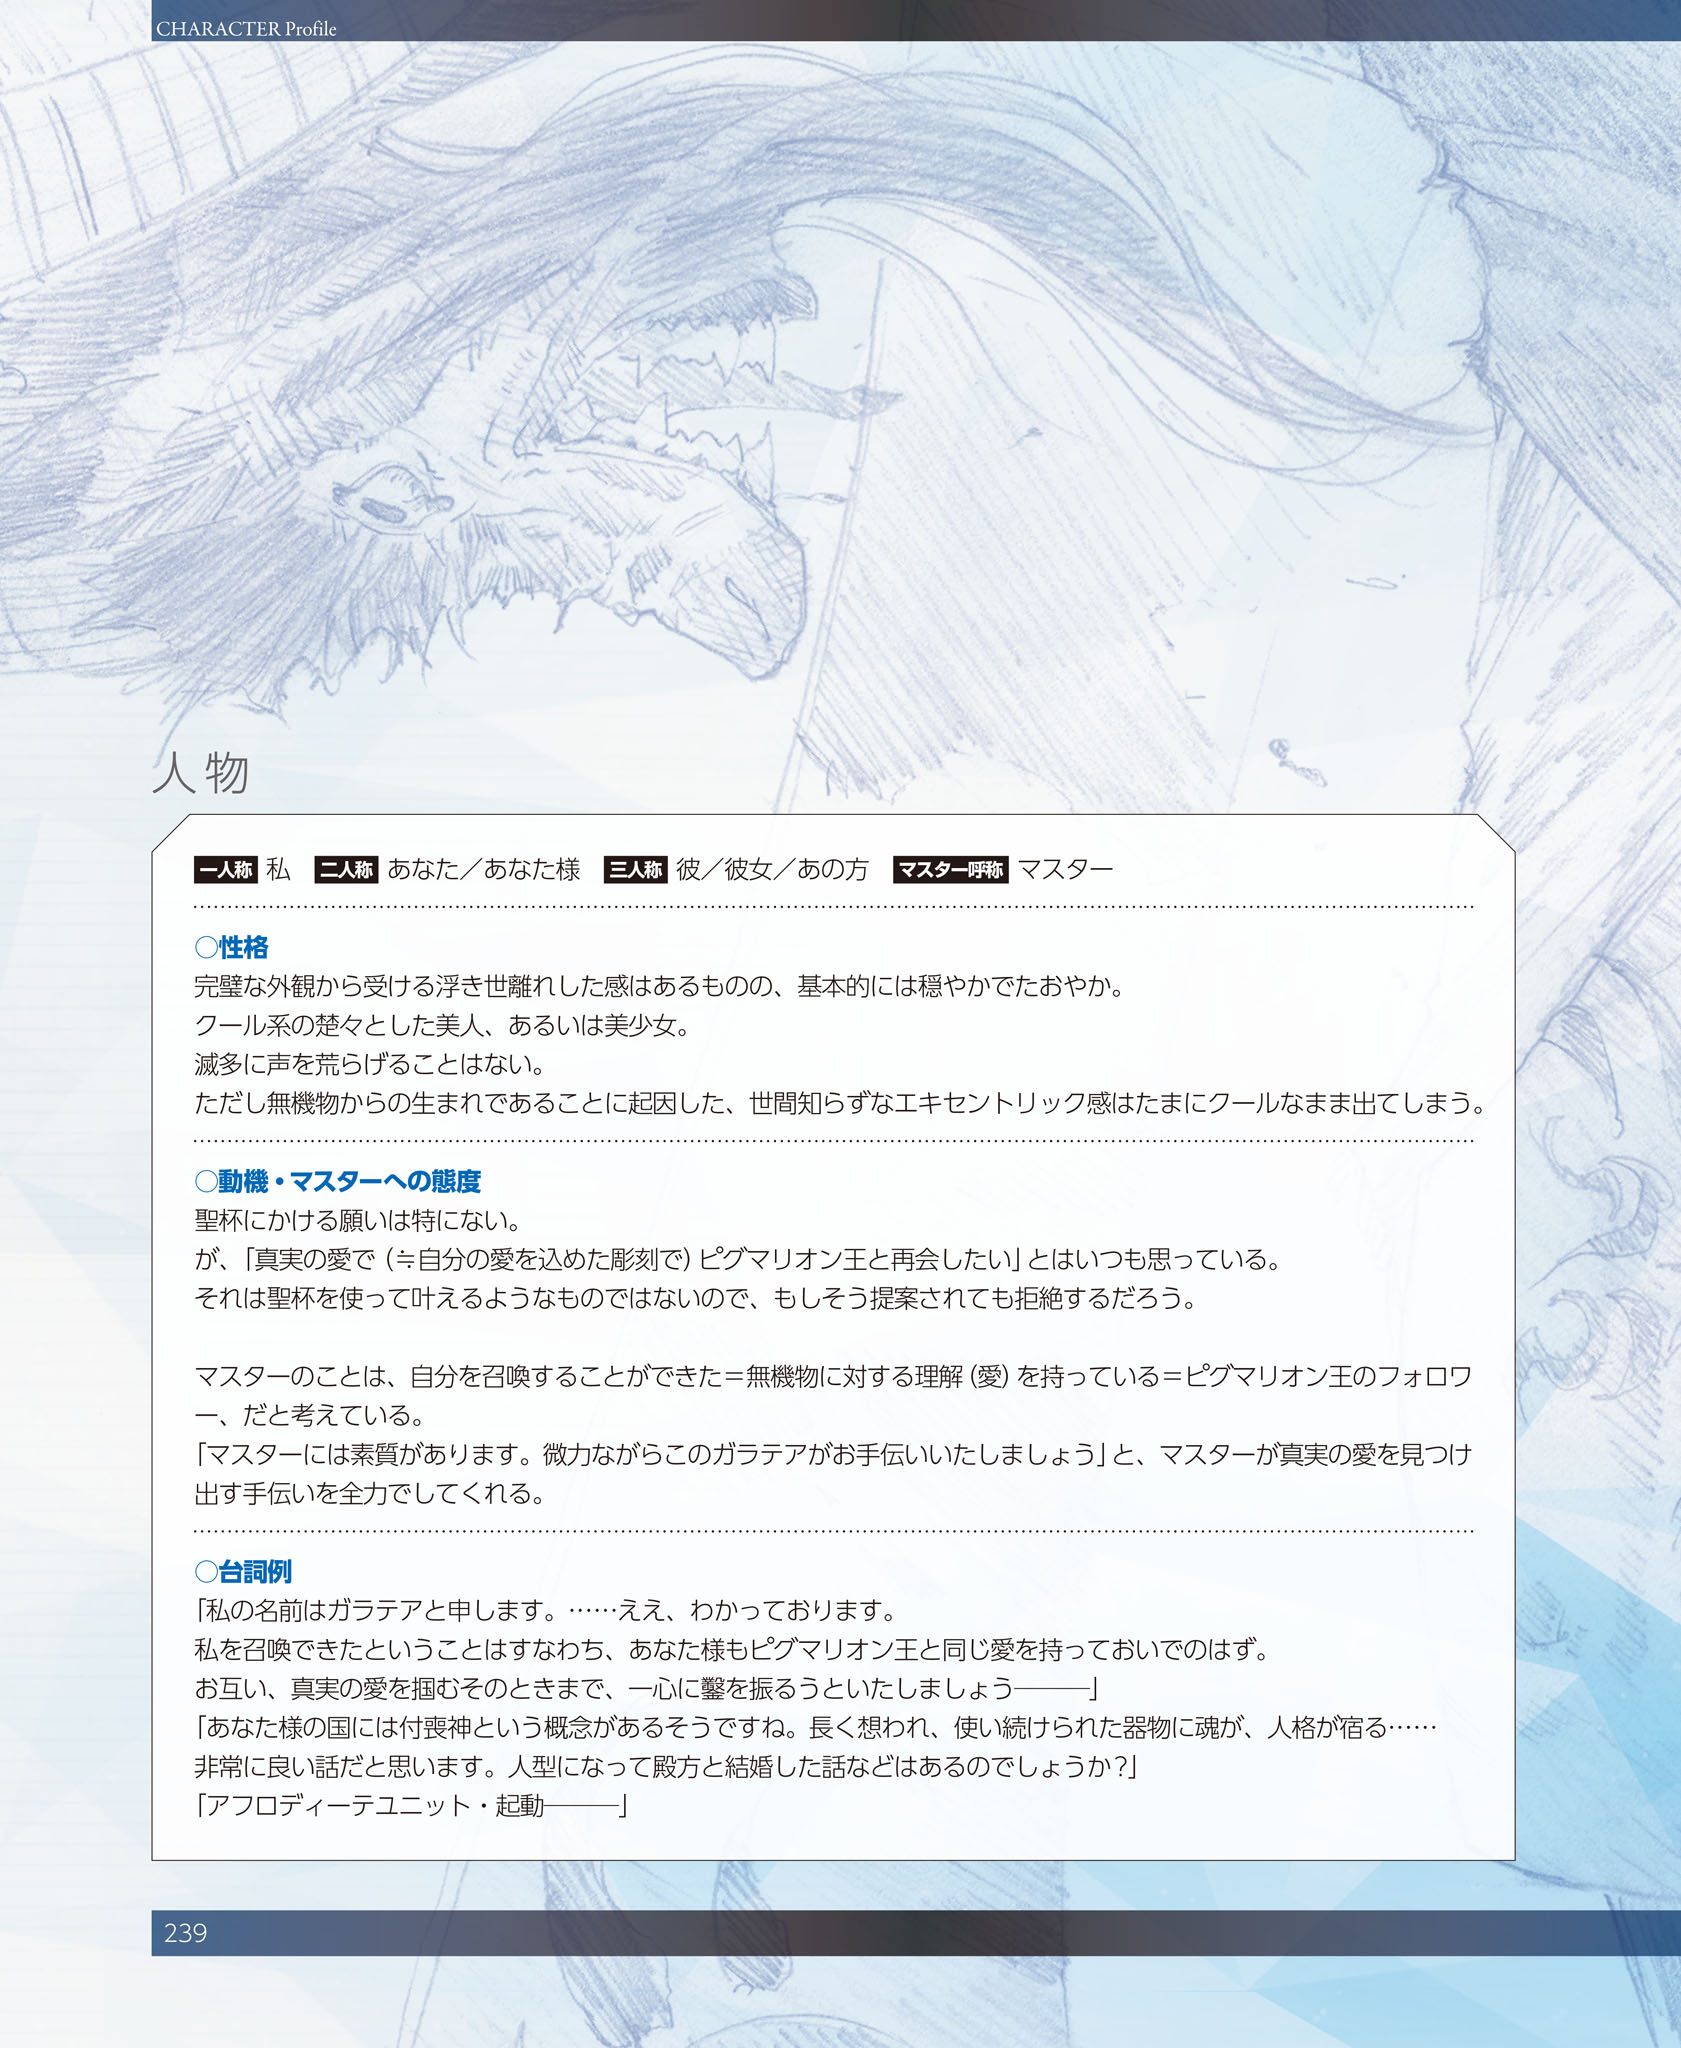 CHARACTER Profile
人物
一人称 私 二人称 あなた／あなた様 三人称 彼／彼女／あの方 マスター呼称 マスター
○性格
完璧な外観から受ける浮き世離れした感はあるものの、基本的には穏やかでたおやか。
クール系の楚々とした美人、あるいは美少女。
滅多に声を荒らげることはない。
ただし無機物からの生まれであることに起因した、世間知らずなエキセントリック感はたまにクールなまま出てしまう。
○動機・マスターへの態度
聖杯にかける願いは特にない。
が、「真実の愛で（≒自分の愛を込めた彫刻で）ピグマリオン王と再会したい」とはいつも思っている。
それは聖杯を使って叶えるようなものではないので、もしそう提案されても拒絶するだろう。
マスターのことは、自分を召喚することができた＝無機物に対する理解（愛）を持っている＝ピグマリオン王のフォロワ
ー、だと考えている。
「マスターには素質があります。微力ながらこのガラテアがお手伝いいたしましょう」と、マスターが真実の愛を見つけ
出す手伝いを全力でしてくれる。
○台詞例
「私の名前はガラテアと申します。……ええ、わかっております。
私を召喚できたということはすなわち、あなた様もピグマリオン王と同じ愛を持っておいでのはず。
お互い、真実の愛を掴むそのときまで、一心に鑿を振るうといたしましょう―――」
「あなた様の国には付喪神という概念があるそうですね。長く想われ、使い続けられた器物に魂が、人格が宿る……
非常に良い話だと思います。人型になって殿方と結婚した話などはあるのでしょうか？」
「アフロディーテユニット・起動―――」
239